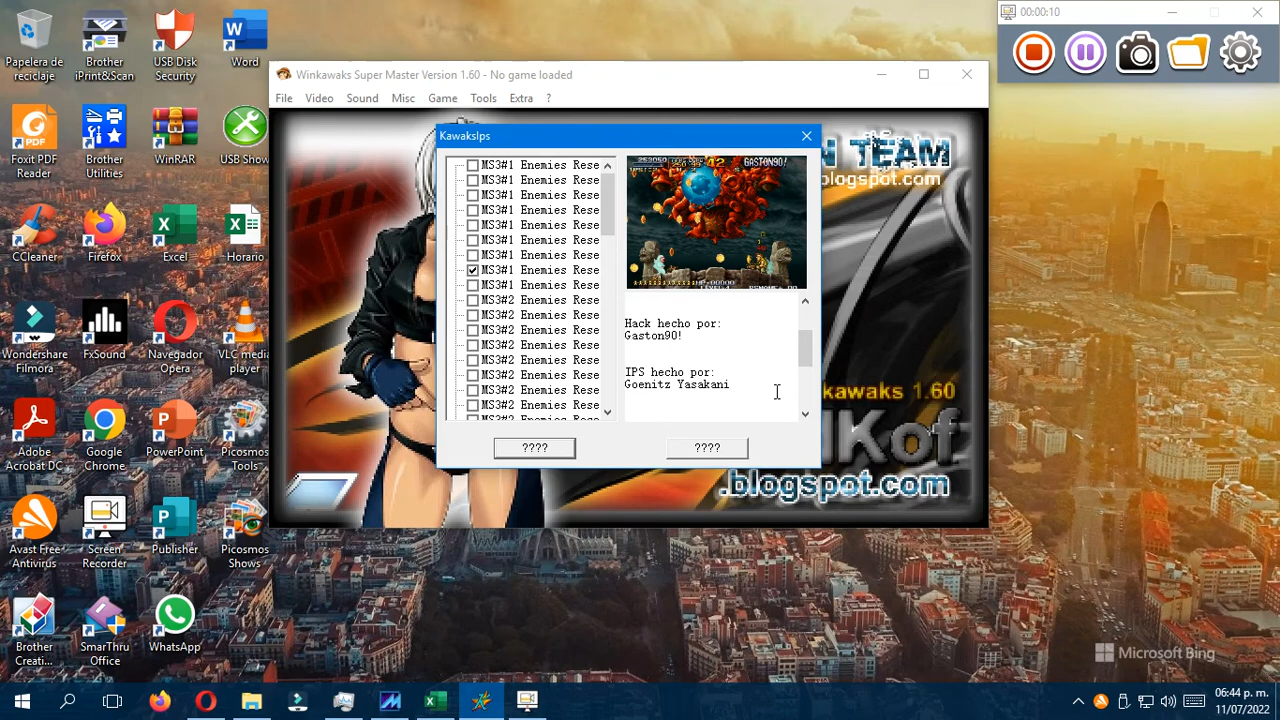 Papelera de
reciclaje
Brother
iPrint&Scan
USB Disk
Security
Word
Foxit PDF
Reader
Brother
Utilities
WinRAR
USB Show
CCleaner
Firefox
Excel
Horario
Wondershare
Filmora
FxSound
Navegador
Opera
VLC media
player
Adobe
Acrobat DC
Google
Chrome
PowerPoint
Picosmos
Tools
Avast Free
Antivirus
Screen
Recorder
Publisher
Picosmos
Shows
Brother
Creati...
SmarThru
Office
WhatsApp
Winkawaks Super Master Version 1.60 - No game loaded
File Video Sound Misc Game Tools Extra ?
KawaksIps
MS3#1 Enemies Rese
MS3#1 Enemies Rese
MS3#1 Enemies Rese
MS3#1 Enemies Rese
MS3#1 Enemies Rese
MS3#1 Enemies Rese
MS3#1 Enemies Rese
MS3#1 Enemies Rese
MS3#1 Enemies Rese
MS3#2 Enemies Rese
MS3#2 Enemies Rese
MS3#2 Enemies Rese
MS3#2 Enemies Rese
MS3#2 Enemies Rese
MS3#2 Enemies Rese
MS3#2 Enemies Rese
MS3#2 Enemies Rese
GASTON90!
Hack hecho por:
Gaston90!
IPS hecho por:
Goenitz Yasakani
????
????
TEAM
blogspot.com
kawaks 1.60
Kof
.blogspot.com
00:00:10
Microsoft Bing
06:44 p. m.
11/07/2022